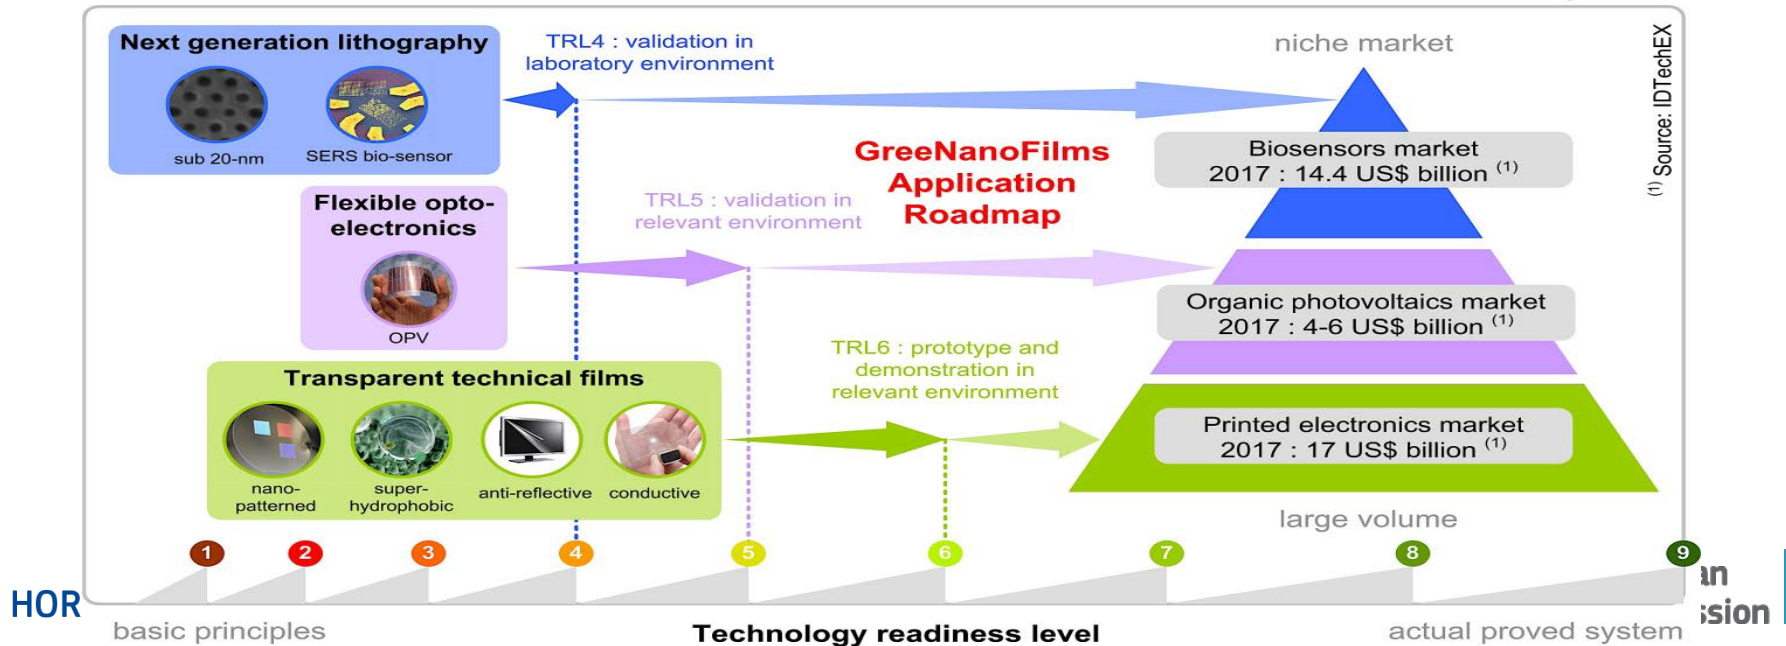 Next generation lithography
sub 20-nm
SERS bio-sensor
TRL4 : validation in
laboratory environment
niche market
(1) Source: IDTechEX
Biosensors market
2017 : 14.4 US$ billion (1)
GreeNanoFilms
Application
Roadmap
Flexible opto-
electronics
OPV
TRL5 : validation in
relevant environment
Organic photovoltaics market
2017 : 4-6 US$ billion (1)
Transparent technical films
nano-
patterned
super-
hydrophobic
anti-reflective
conductive
TRL6 : prototype and
demonstration in
relevant environment
Printed electronics market
2017 : 17 US$ billion (1)
large volume
1 2 3 4 5 6 7 8 9
HOR
an
ssion
basic principles
Technology readiness level
actual proved system